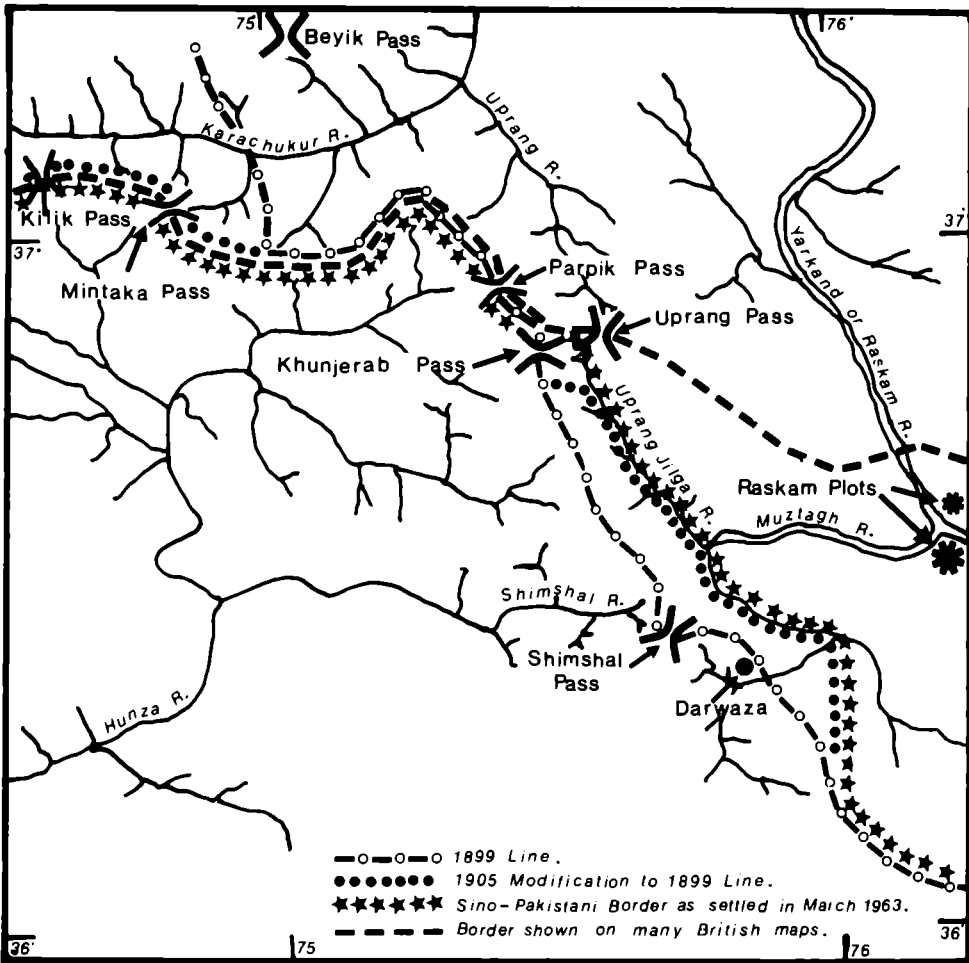 75
Beyik Pass
76'
Karachukur R.
Uprang R.
Kilik Pass
37°
37°
Mintaka Pass
Parpik Pass
Uprang Pass
Khunjerab Pass
Yarkand or Raskam R.
Uprang Jilga R.
Raskam Plots
Muztagh R.
Shimshal R.
Shimshal
Pass
Darwaza
Hunza R.
1899 Line.
1905 Modification to 1899 Line.
Sino-Pakistani Border as settled in March 1963.
Border shown on many British maps.
36'
75
76
36'